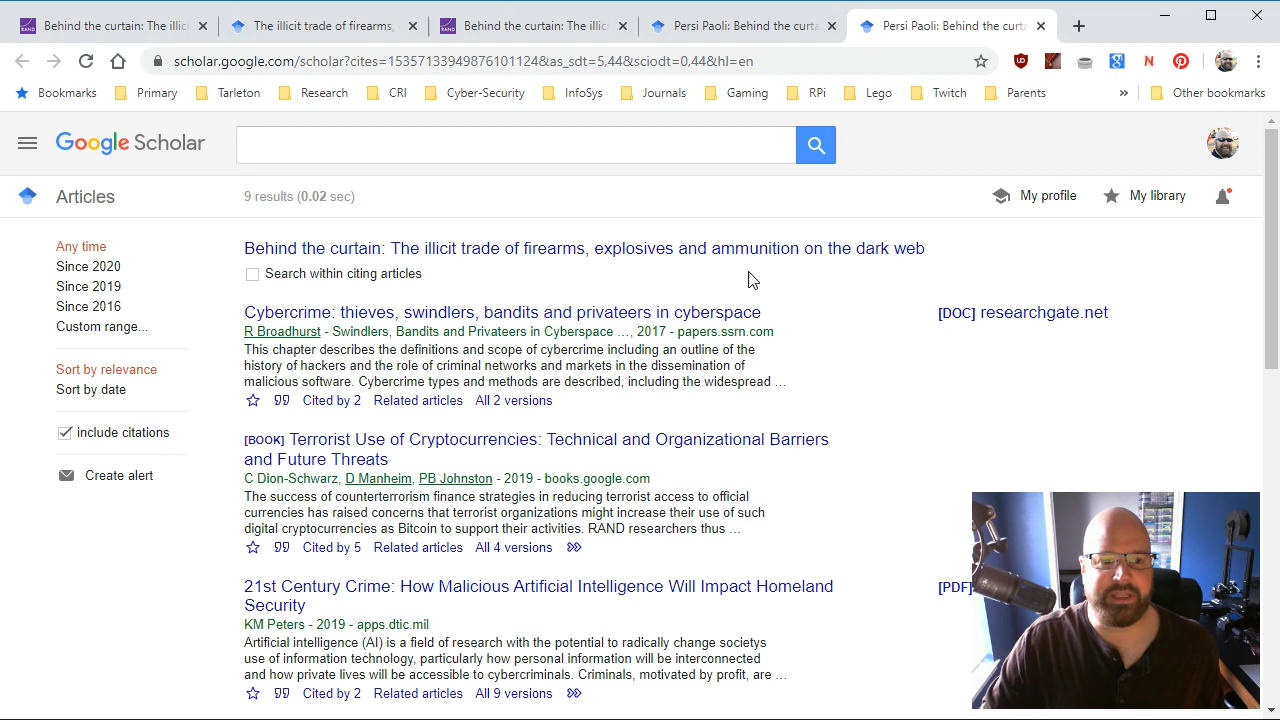 Behind the curtain: The illic
The illicit trade of firearms,
Behind the curtain: The illic
Persi Paoli: Behind the curta
Persi Paoli: Behind the curta
Bookmarks
Primary
Tarleton
Research
CRI
Cyber-Security
InfoSys
Journals
Gaming
RPi
Lego
Twitch
Parents
»
Other bookmarks
Google Scholar
Articles
9 results (0.02 sec)
My profile
My library
Any time
Since 2020
Since 2019
Since 2016
Custom range...
Sort by relevance
Sort by date
include citations
Create alert
Behind the curtain: The illicit trade of firearms, explosives and ammunition on the dark web
Search within citing articles
Cybercrime: thieves, swindlers, bandits and privateers in cyberspace
[DOC] researchgate.net
R Broadhurst - Swindlers, Bandits and Privateers in Cyberspace …, 2017 - papers.ssrn.com
This chapter describes the definitions and scope of cybercrime including an outline of the
history of hackers and the role of criminal networks and markets in the dissemination of
malicious software. Cybercrime types and methods are described, including the widespread …
Cited by 2 Related articles All 2 versions
[BOOK] Terrorist Use of Cryptocurrencies: Technical and Organizational Barriers
and Future Threats
C Dion-Schwarz, D Manheim, PB Johnston - 2019 - books.google.com
The success of counterterrorism finance strategies in reducing terrorist access to official
currencies has raised concerns that terrorist organizations might increase their use of such
digital cryptocurrencies as Bitcoin to support their activities. RAND researchers thus …
Cited by 5 Related articles All 4 versions
21st Century Crime: How Malicious Artificial Intelligence Will Impact Homeland
Security
[PDF]
KM Peters - 2019 - apps.dtic.mil
Artificial intelligence (AI) is a field of research with the potential to radically change societys
use of information technology, particularly how personal information will be interconnected
and how private lives will be accessible to cybercriminals. Criminals, motivated by profit, are …
Cited by 2 Related articles All 9 versions